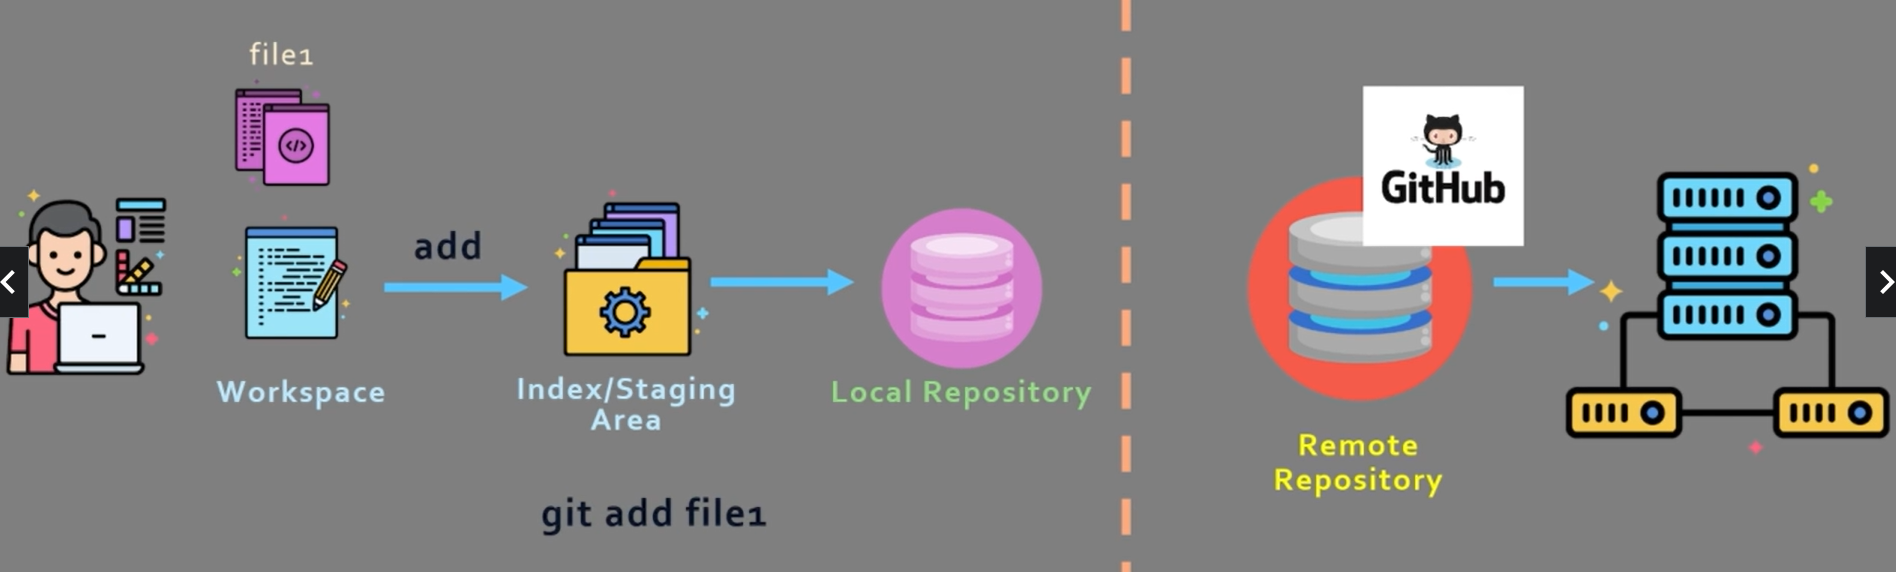 file1
GitHub
add
Workspace
Index/Staging
Area
Local Repository
Remote
Repository
git add file1